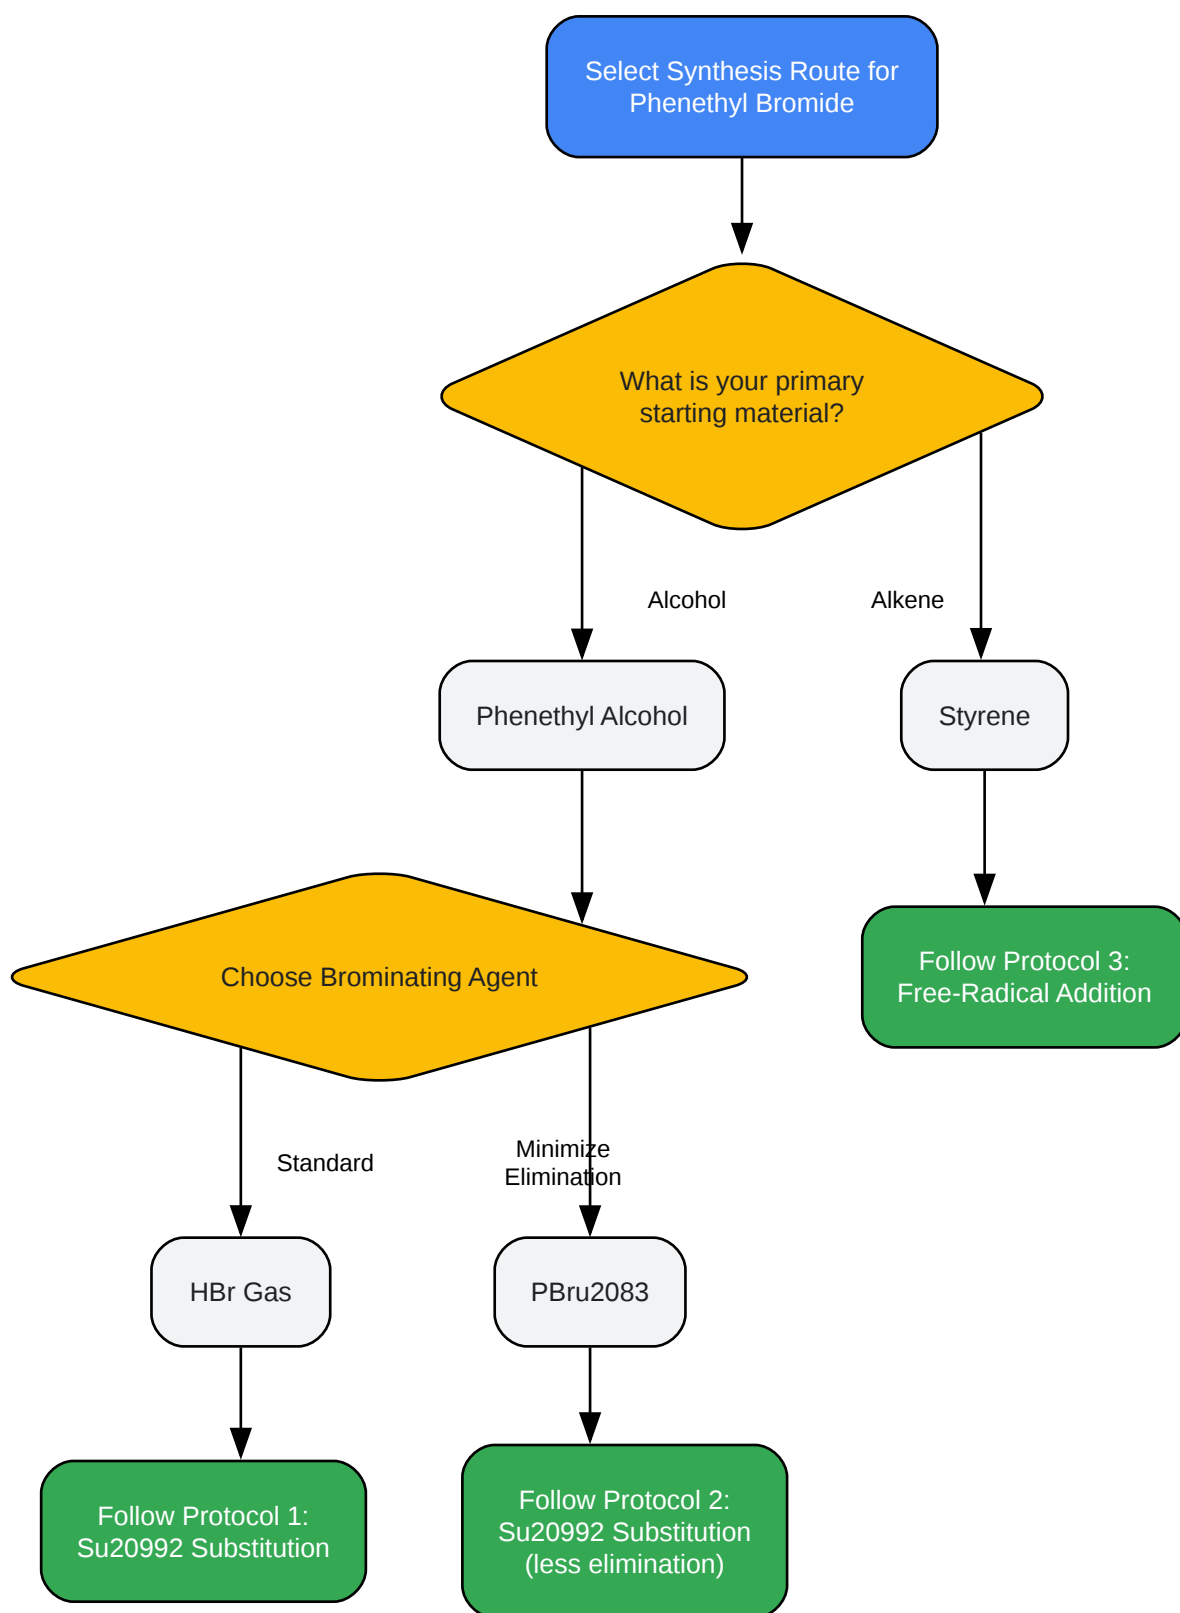 Select Synthesis Route for
Phenethyl Bromide
What is your primary
starting material?
Alcohol
Alkene
Phenethyl Alcohol
Styrene
Choose Brominating Agent
Follow Protocol 3:
Free-Radical Addition
Standard
Minimize
Elimination
HBr Gas
PBru2083
Follow Protocol 1:
Su20992 Substitution
Follow Protocol 2:
Su20992 Substitution
(less elimination)